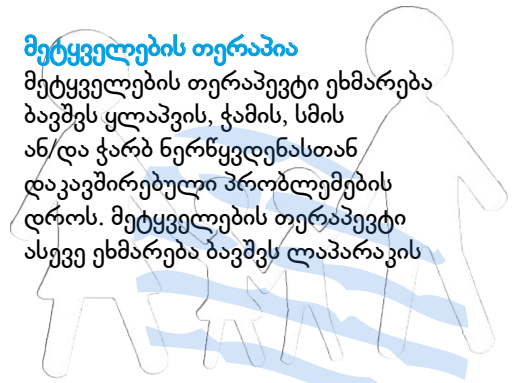 მეტყველების თერაპია
მეტყველების თერაპევტი ეხმარება
ბავშვს ყლაპვის, ჭამის, სმის
ან/და ჭარბ ნერწყვდენასთან
დაკავშირებული პრობლემების
დროს. მეტყველების თერაპევტი
ასევე ეხმარება ბავშვს ლაპარაკის